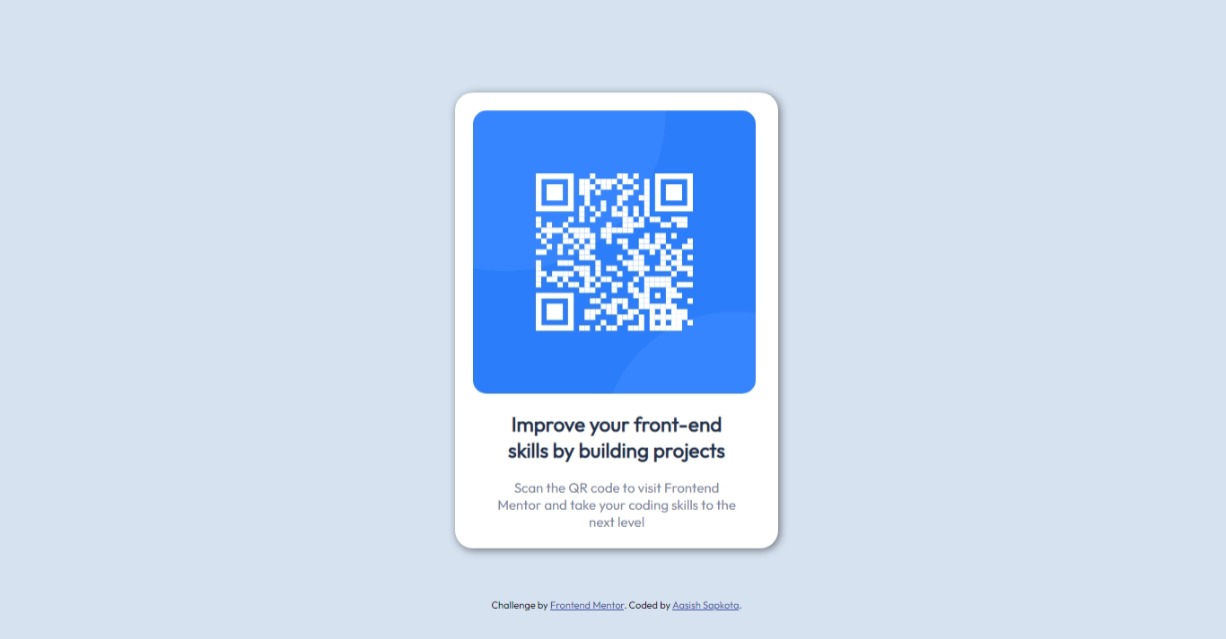 Improve your front-end
skills by building projects
Scan the QR code to visit Frontend
Mentor and take your coding skills to the
next level
Challenge by Frontend Mentor. Coded by Aasish Sapkota.